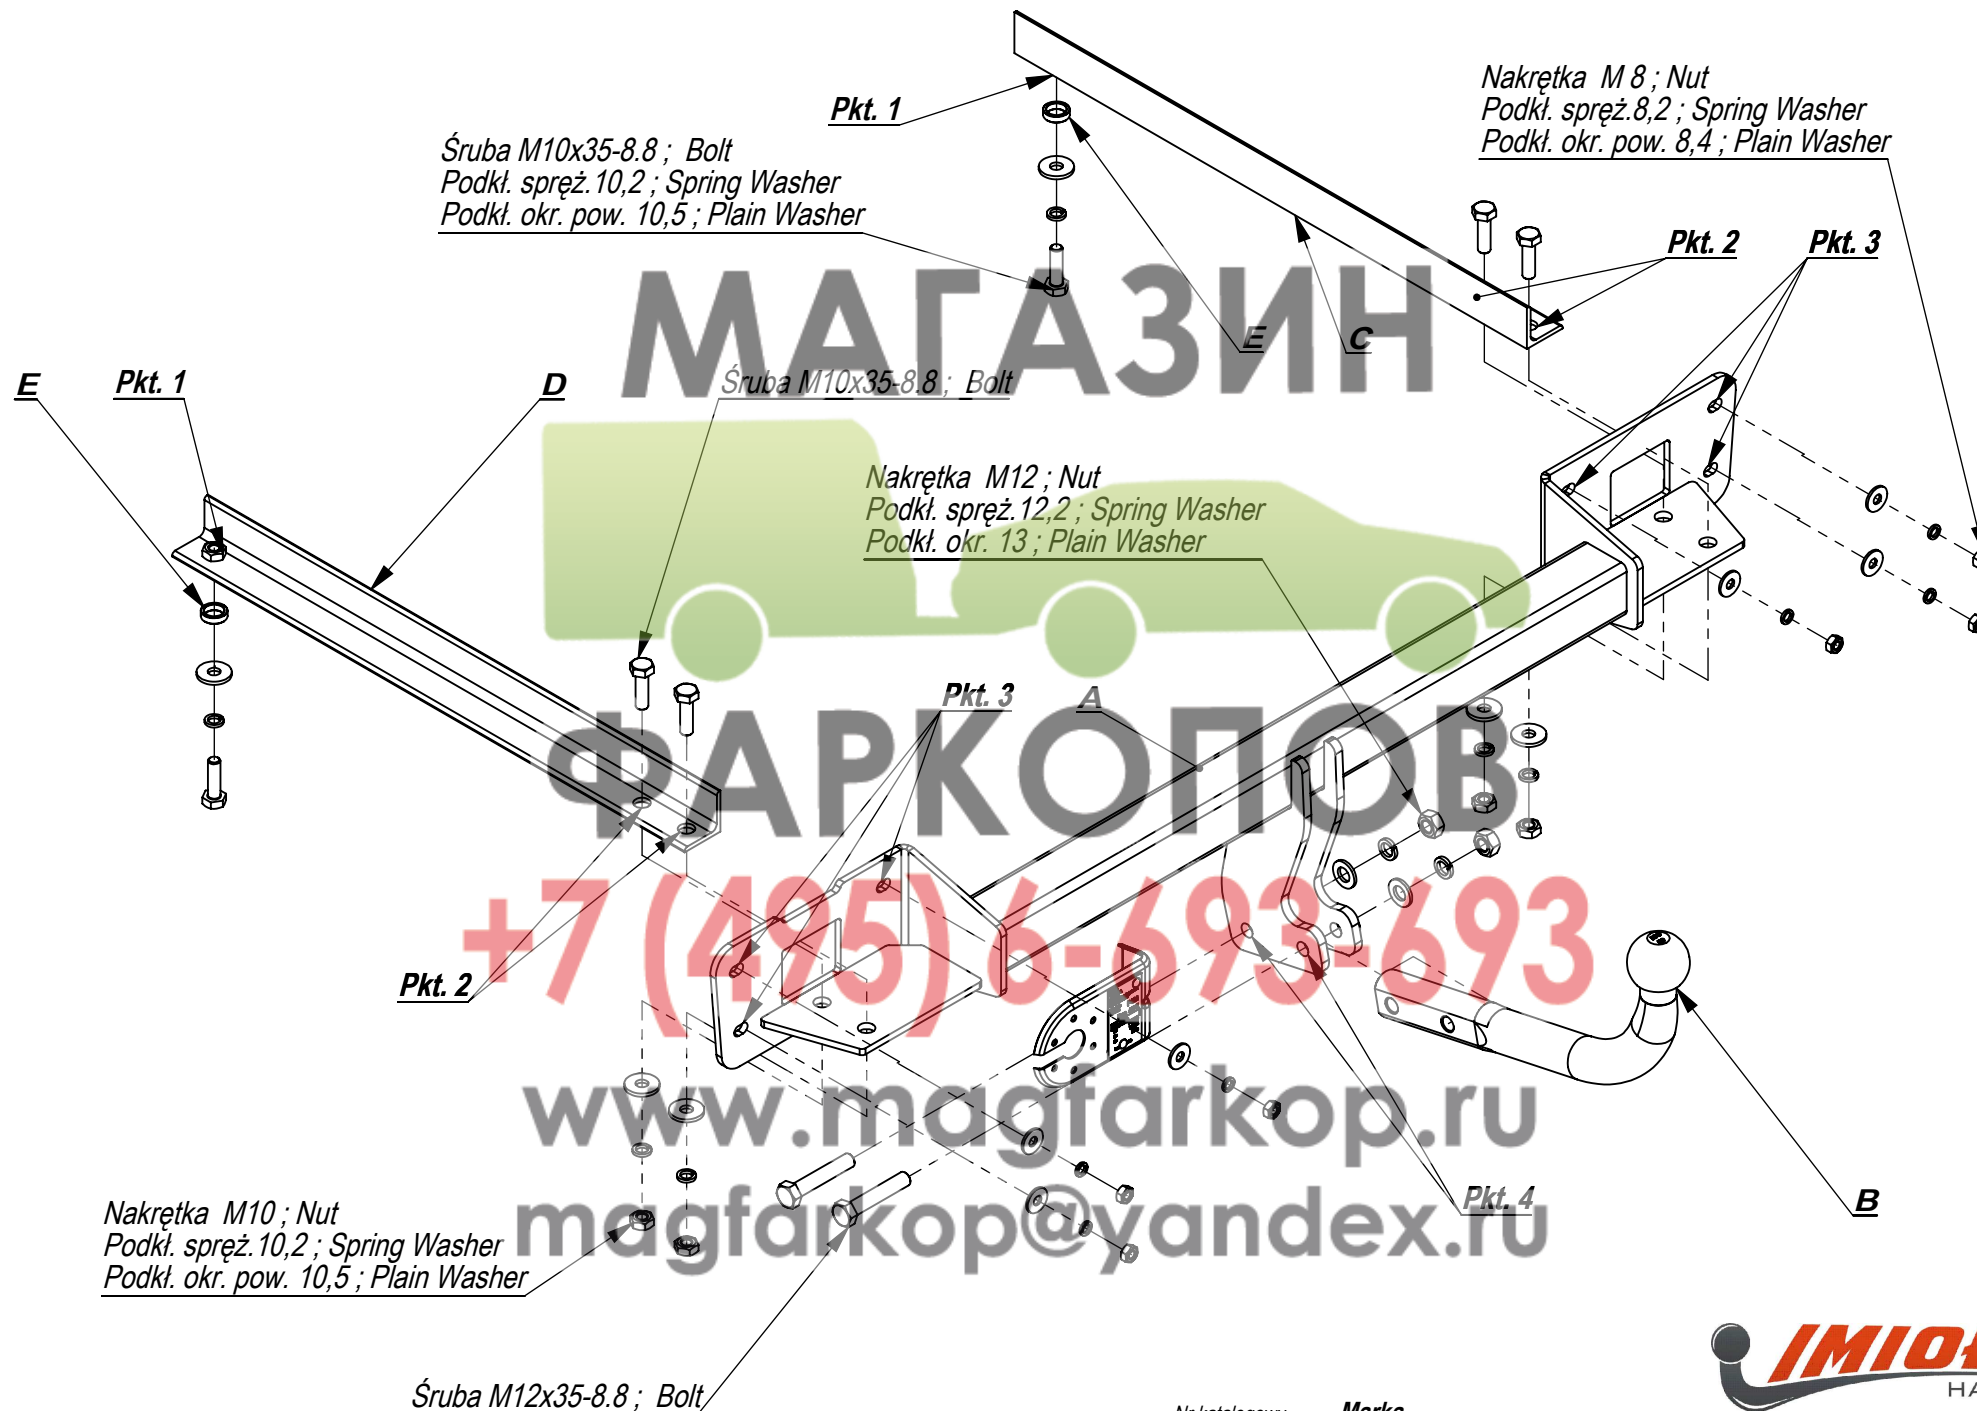 Pkt. 1
Nakrętka M 8 ; Nut
Podkł. spręż.8,2 ; Spring Washer
Podkł. okr. pow. 8,4 ; Plain Washer
Śruba M10x35-8.8 ; Bolt
Podkł. spręż.10,2 ; Spring Washer
Podkł. okr. pow. 10,5 ; Plain Washer
Pkt. 2
Pkt. 3
МАГАЗИН
E
C
E
Pkt. 1
D
Śruba M10x35-8.8 ; Bolt
Nakrętka M12 ; Nut
Podkł. spręż.12,2 ; Spring Washer
Podkł. okr. 13 ; Plain Washer
Pkt. 3
A
ФАРКОПОВ
+7 (495) 6-693-693
Pkt. 2
www.magfarkop.ru
magfarkop@yandex.ru
Pkt. 4
B
Nakrętka M10 ; Nut
Podkł. spręż.10,2 ; Spring Washer
Podkł. okr. pow. 10,5 ; Plain Washer
Śruba M12x35-8.8 ; Bolt
Nr katalogowy
Marka